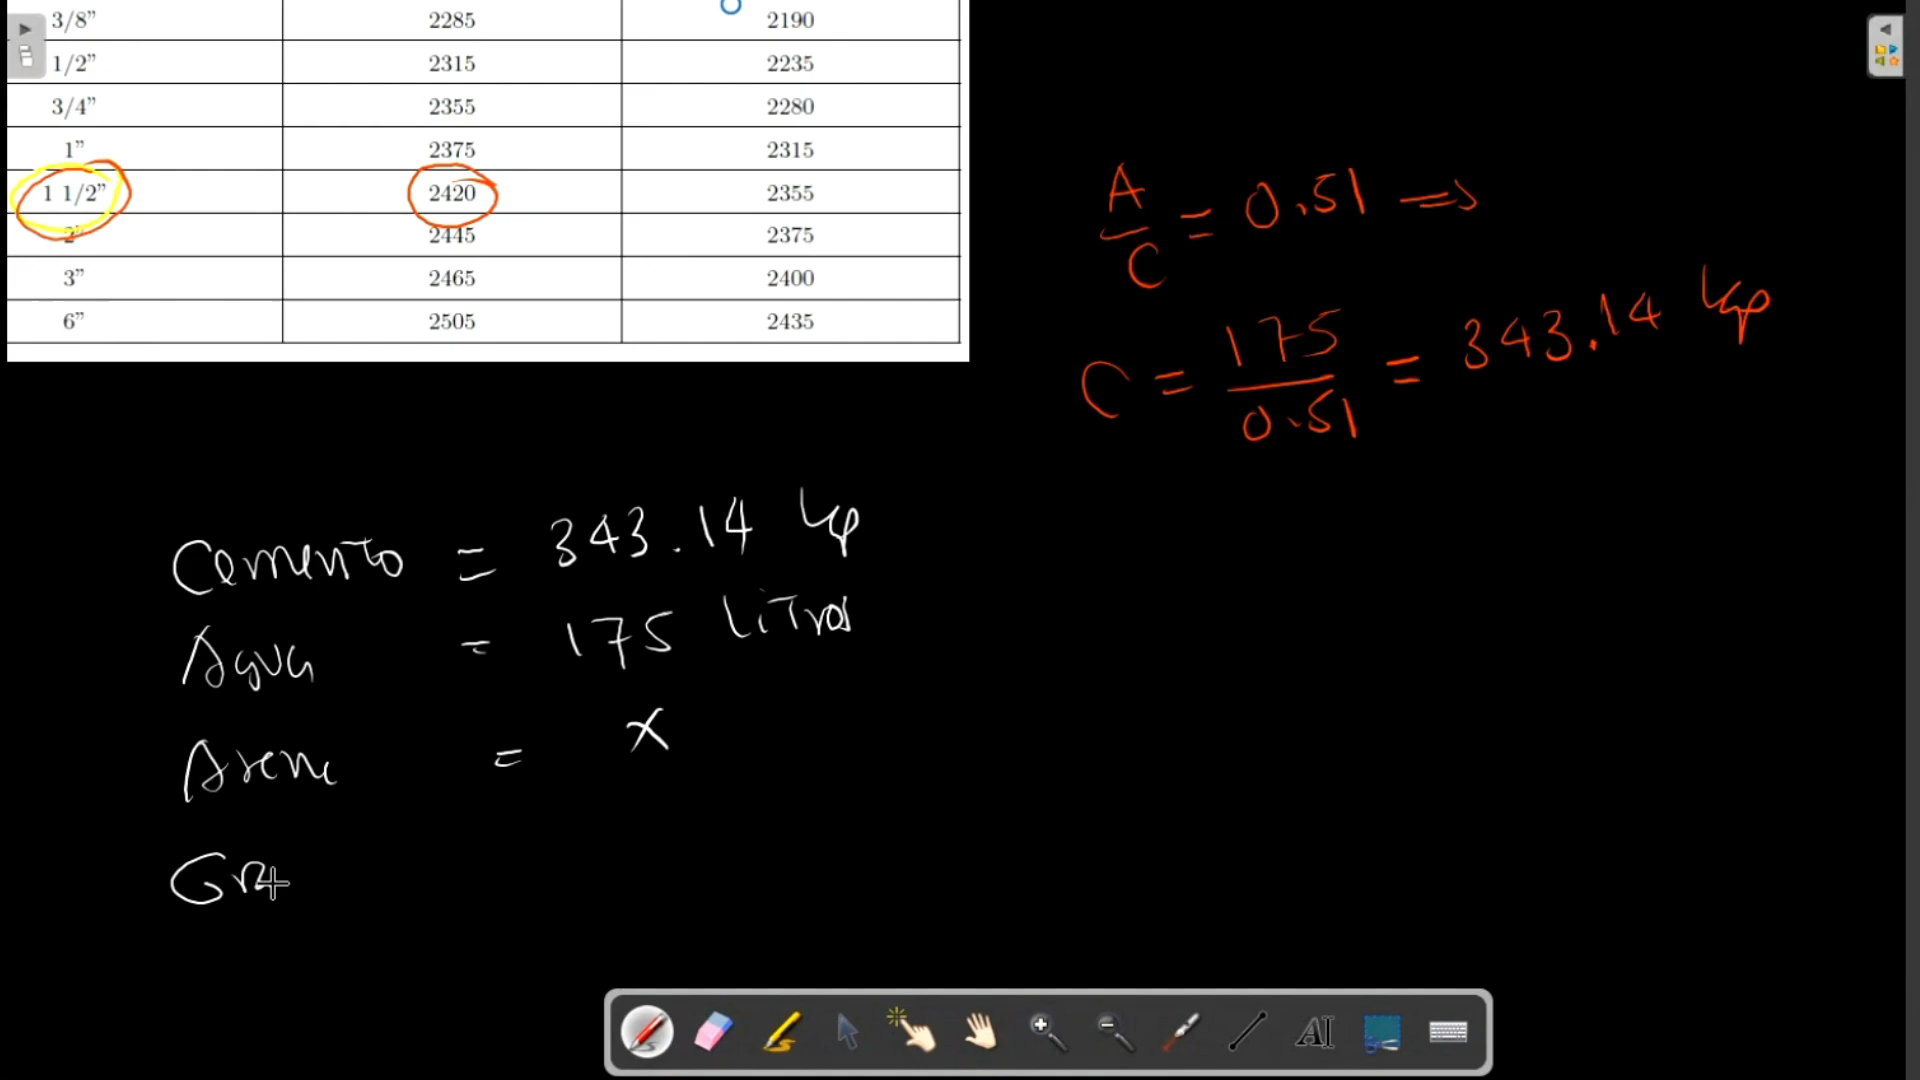 3/8” 2285 2190
1/2” 2315 2235
3/4” 2355 2280
1” 2375 2315
1 1/2” 2420 2355
2” 2445 2375
3” 2465 2400
6” 2505 2435
A/C = 0.51 =>
C = 175/0.51 = 343.14 kg
Cemento = 343.14 kg
Agua = 175 Litros
Arena = X
Gra
AI